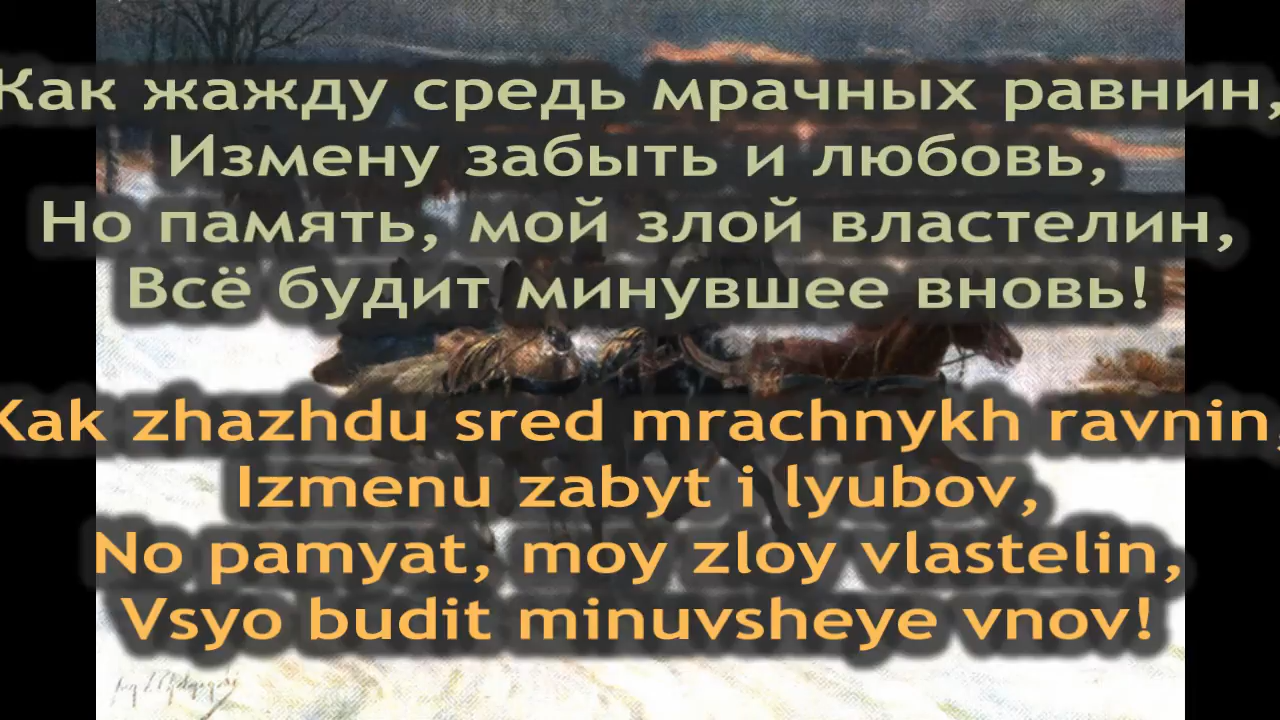 Как жажду средь мрачных равнин,
Измену забыть и любовь,
Но память, мой злой властелин,
Всё будит минувшее вновь!
Kak zhazhdu sred mrachnykh ravnin,
Izmenu zabyt i lyubov,
No pamyat, moy zloy vlastelin,
Vsyo budit minuvsheye vnov!